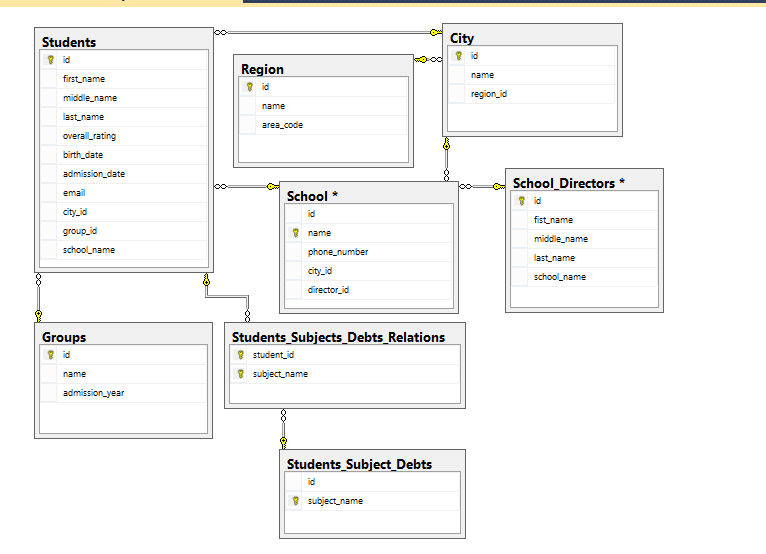 Students
id
first_name
middle_name
last_name
overall_rating
birth_date
admission_date
email
city_id
group_id
school_name
Region
id
name
area_code
City
id
name
region_id
School *
id
name
phone_number
city_id
director_id
School_Directors *
id
fist_name
middle_name
last_name
school_name
Groups
id
name
admission_year
Students_Subjects_Debts_Relations
student_id
subject_name
Students_Subject_Debts
id
subject_name